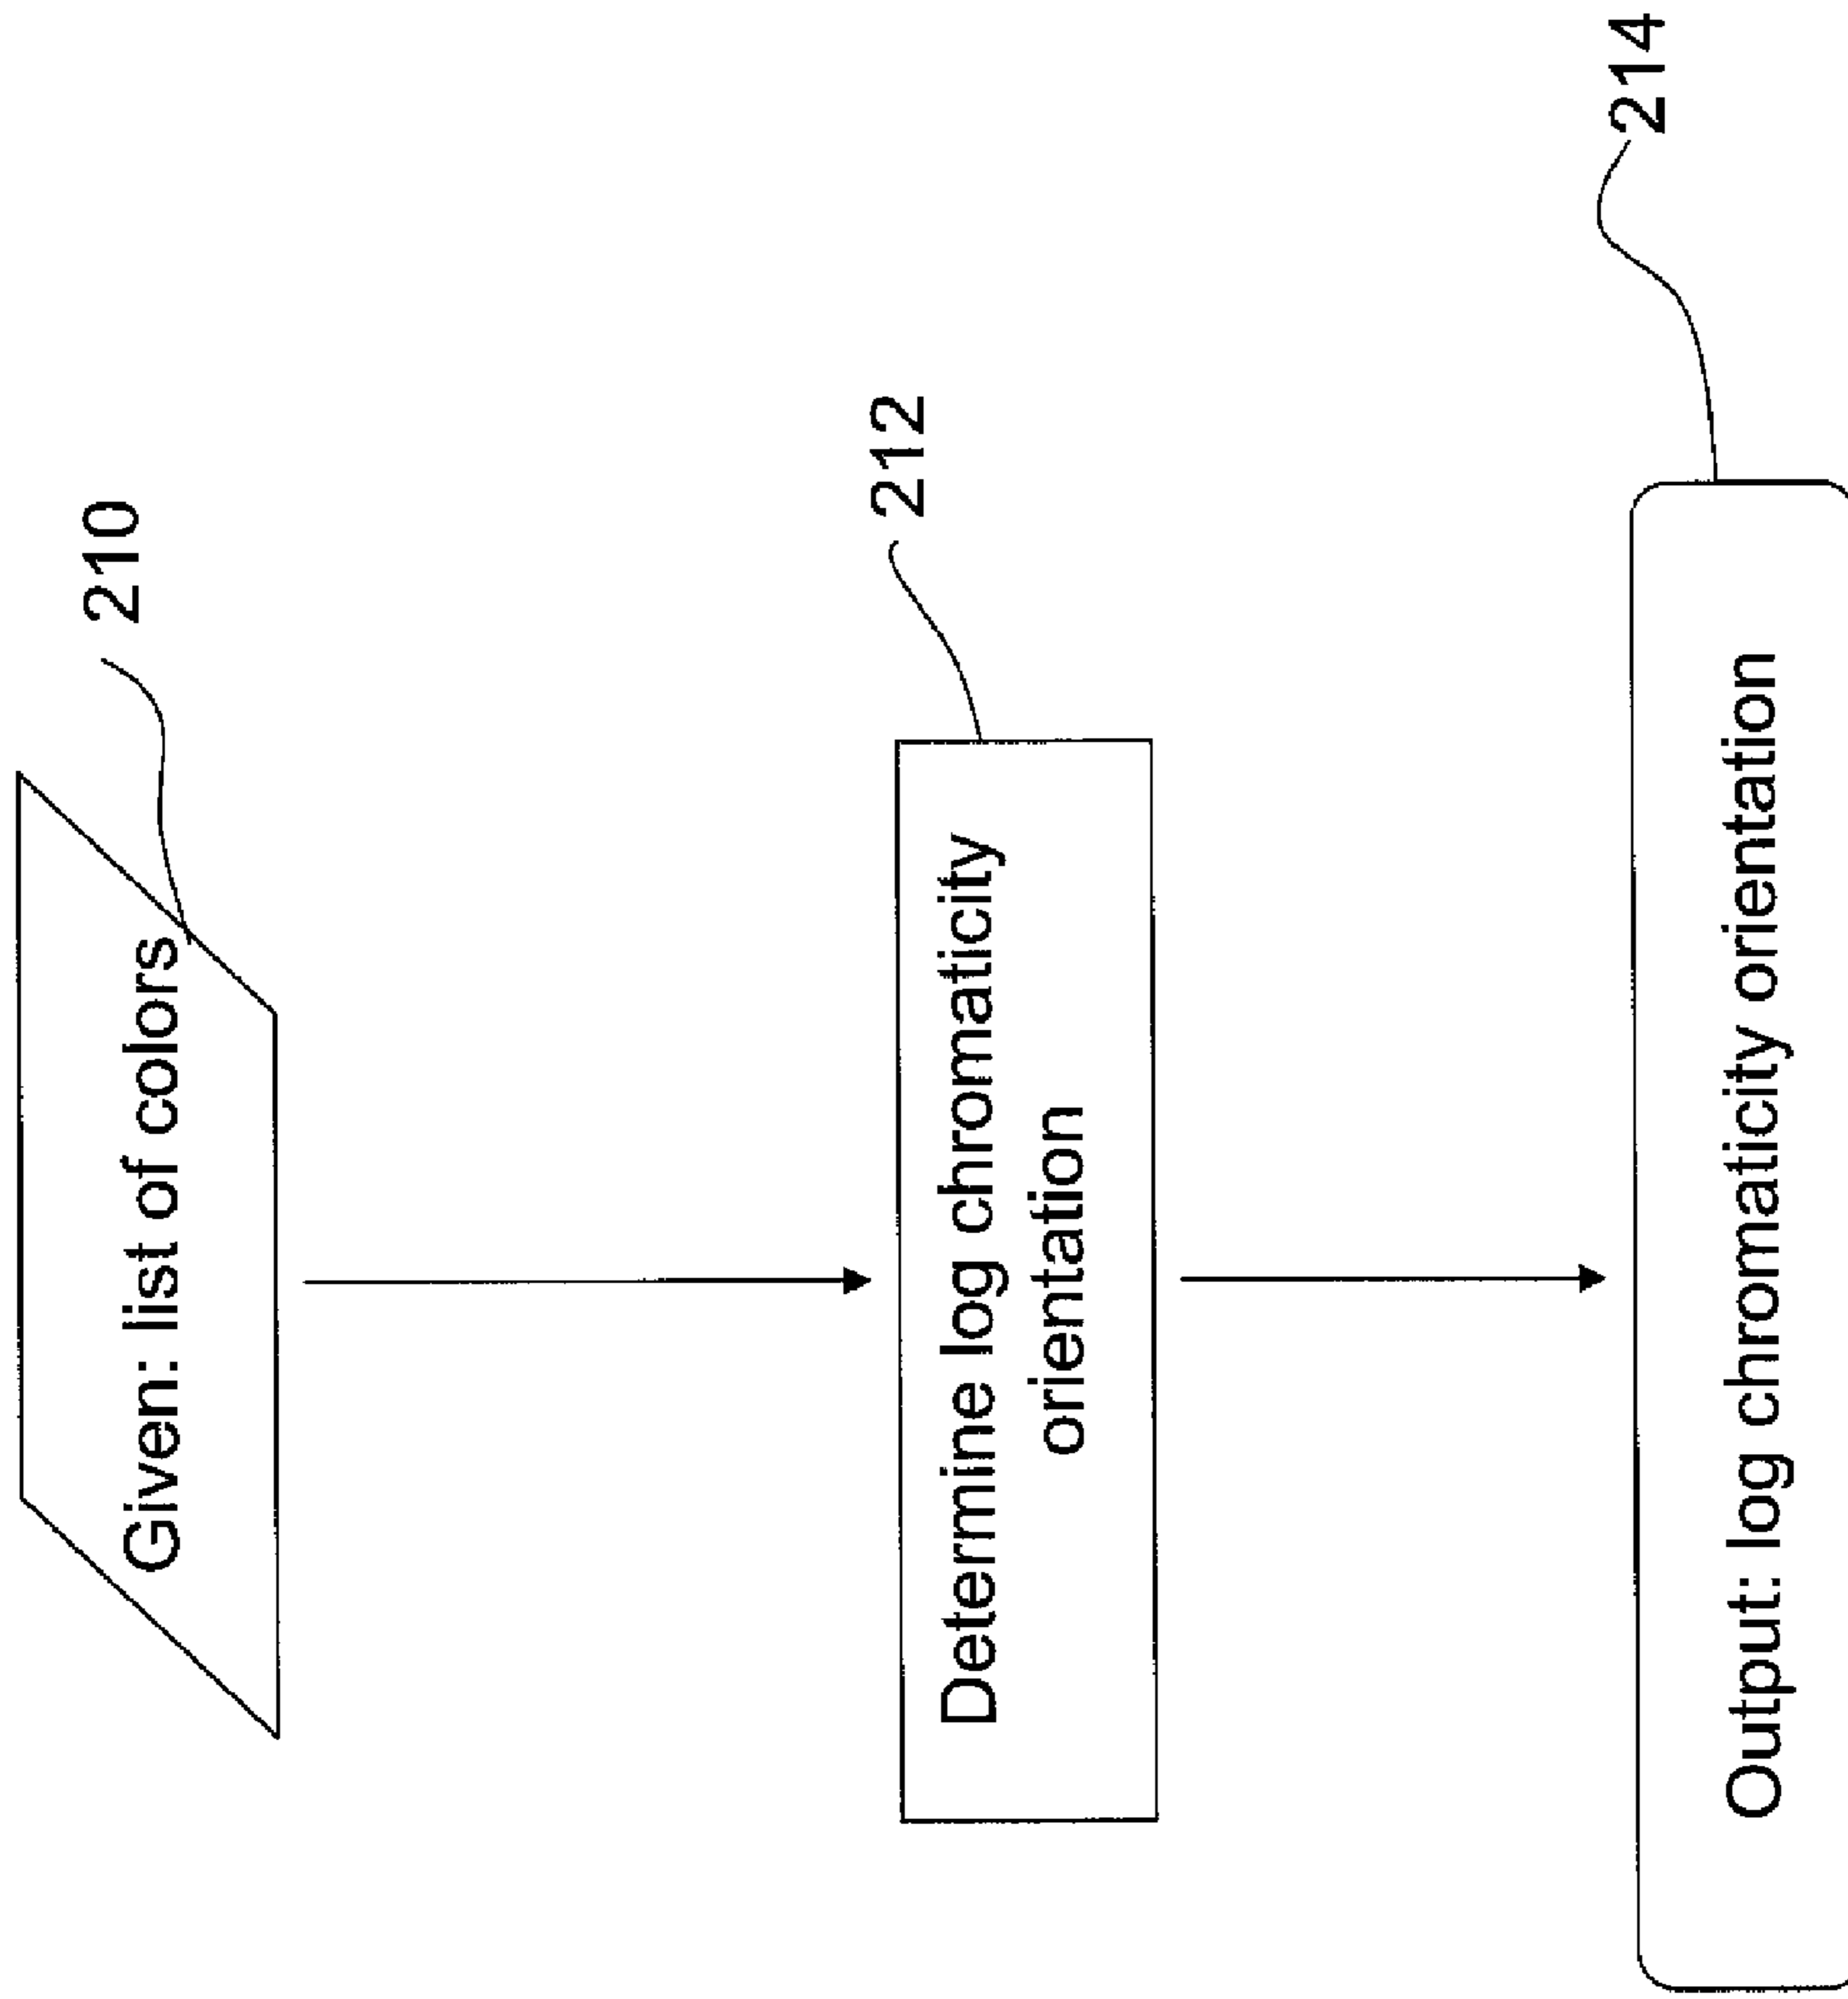 Given: list of colors
210
Determine log chromaticity
orientation
212
Output: log chromaticity orientation
214